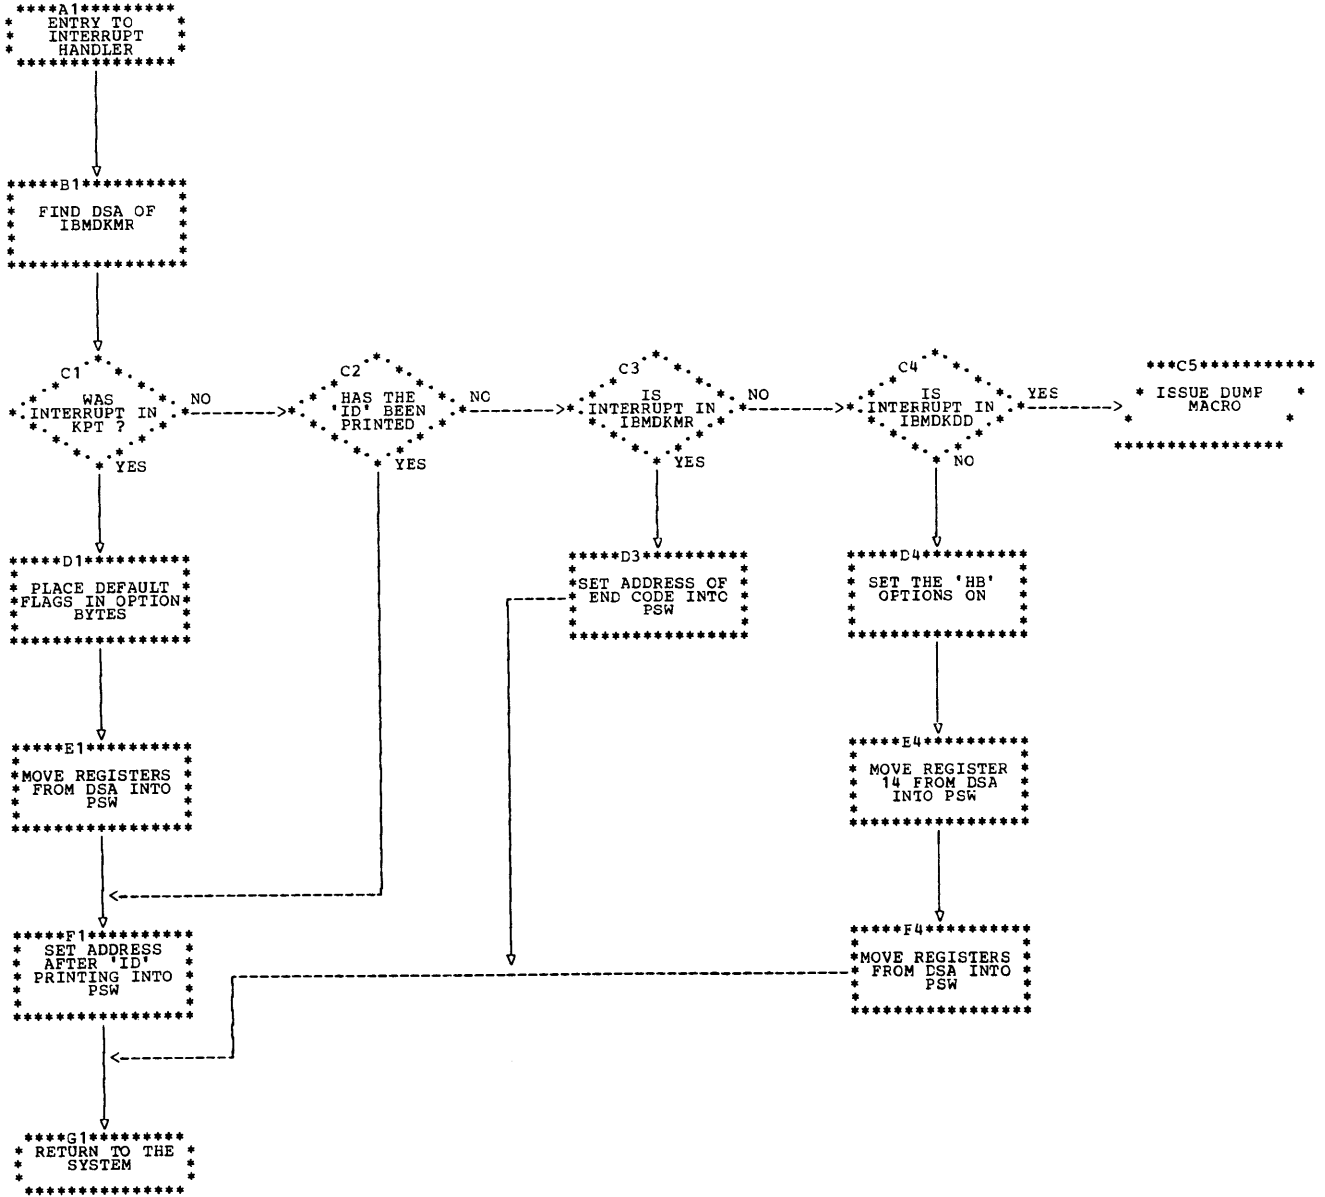 A1
ENTRY TO
INTERRUPT
HANDLER
B1
FIND DSA OF
IBMDKMR
C1
WAS
INTERRUPT IN
KPT ?
NO
YES
C2
HAS THE
'ID' BEEN
PRINTED
NO
YES
C3
IS
INTERRUPT IN
IBMDKMR
NO
YES
C4
IS
INTERRUPT IN
IBMDKDD
YES
NO
C5
ISSUE DUMP
MACRO
D1
PLACE DEFAULT
FLAGS IN OPTION
BYTES
D3
SET ADDRESS OF
END CODE INTO
PSW
D4
SET THE 'HB'
OPTIONS ON
E1
MOVE REGISTERS
FROM DSA INTO
PSW
E4
MOVE REGISTER
14 FROM DSA
INTO PSW
F1
SET ADDRESS
AFTER 'ID'
PRINTING INTO
PSW
F4
MOVE REGISTERS
FROM DSA INTO
PSW
G1
RETURN TO THE
SYSTEM